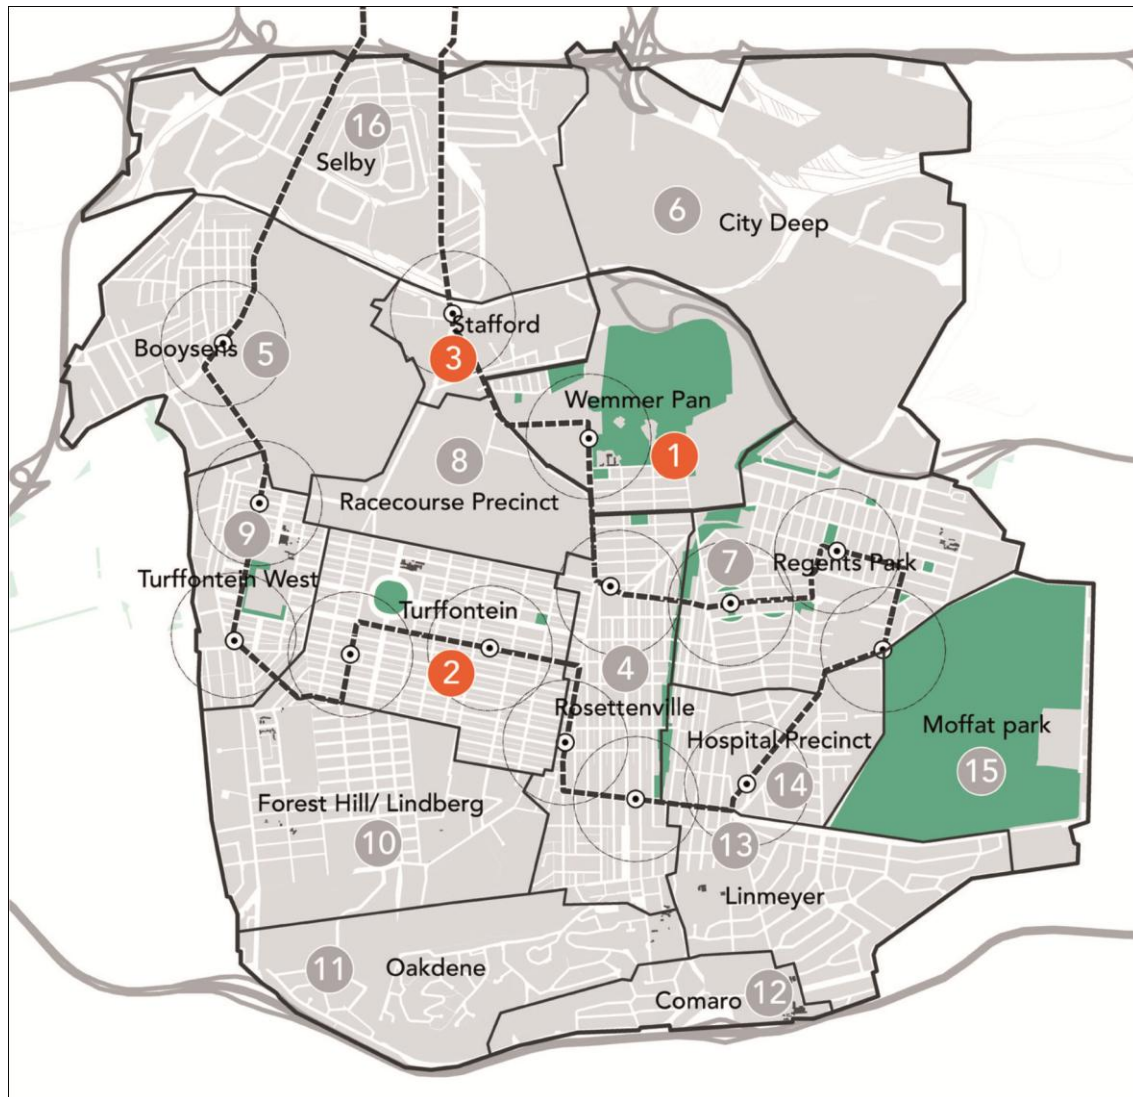 16
Selby
6
City Deep
Stafford
3
Booysens
5
Wemmer Pan
1
8
Racecourse Precinct
9
Turffontein West
7
Regents Park
Turffontein
2
4
Rosettenville
Hospital Precinct
14
Moffat park
15
Forest Hill/ Lindberg
10
13
Linmeyer
11
Oakdene
Comaro
12